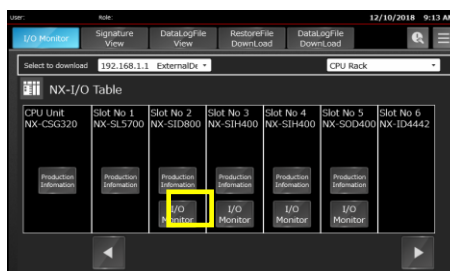 User: Role: 12/10/2018 9:13 AM
I/O Monitor Signature View DataLogFile View RestoreFile DownLoad DataLogFile DownLoad
Select to download 192.168.1.1 ExternalDe CPU Rack
NX-I/O Table
CPU Unit Slot No 1 Slot No 2 Slot No 3 Slot No 4 Slot No 5 Slot No 6
NX-CSG320 NX-SL5700 NX-SID800 NX-SIH400 NX-SIH400 NX-SOD400 NX-ID4442
Production Production Production Production Production Production
Infomation Infomation Infomation Infomation Infomation Infomation
I/O I/O I/O I/O
Monitor Monitor Monitor Monitor